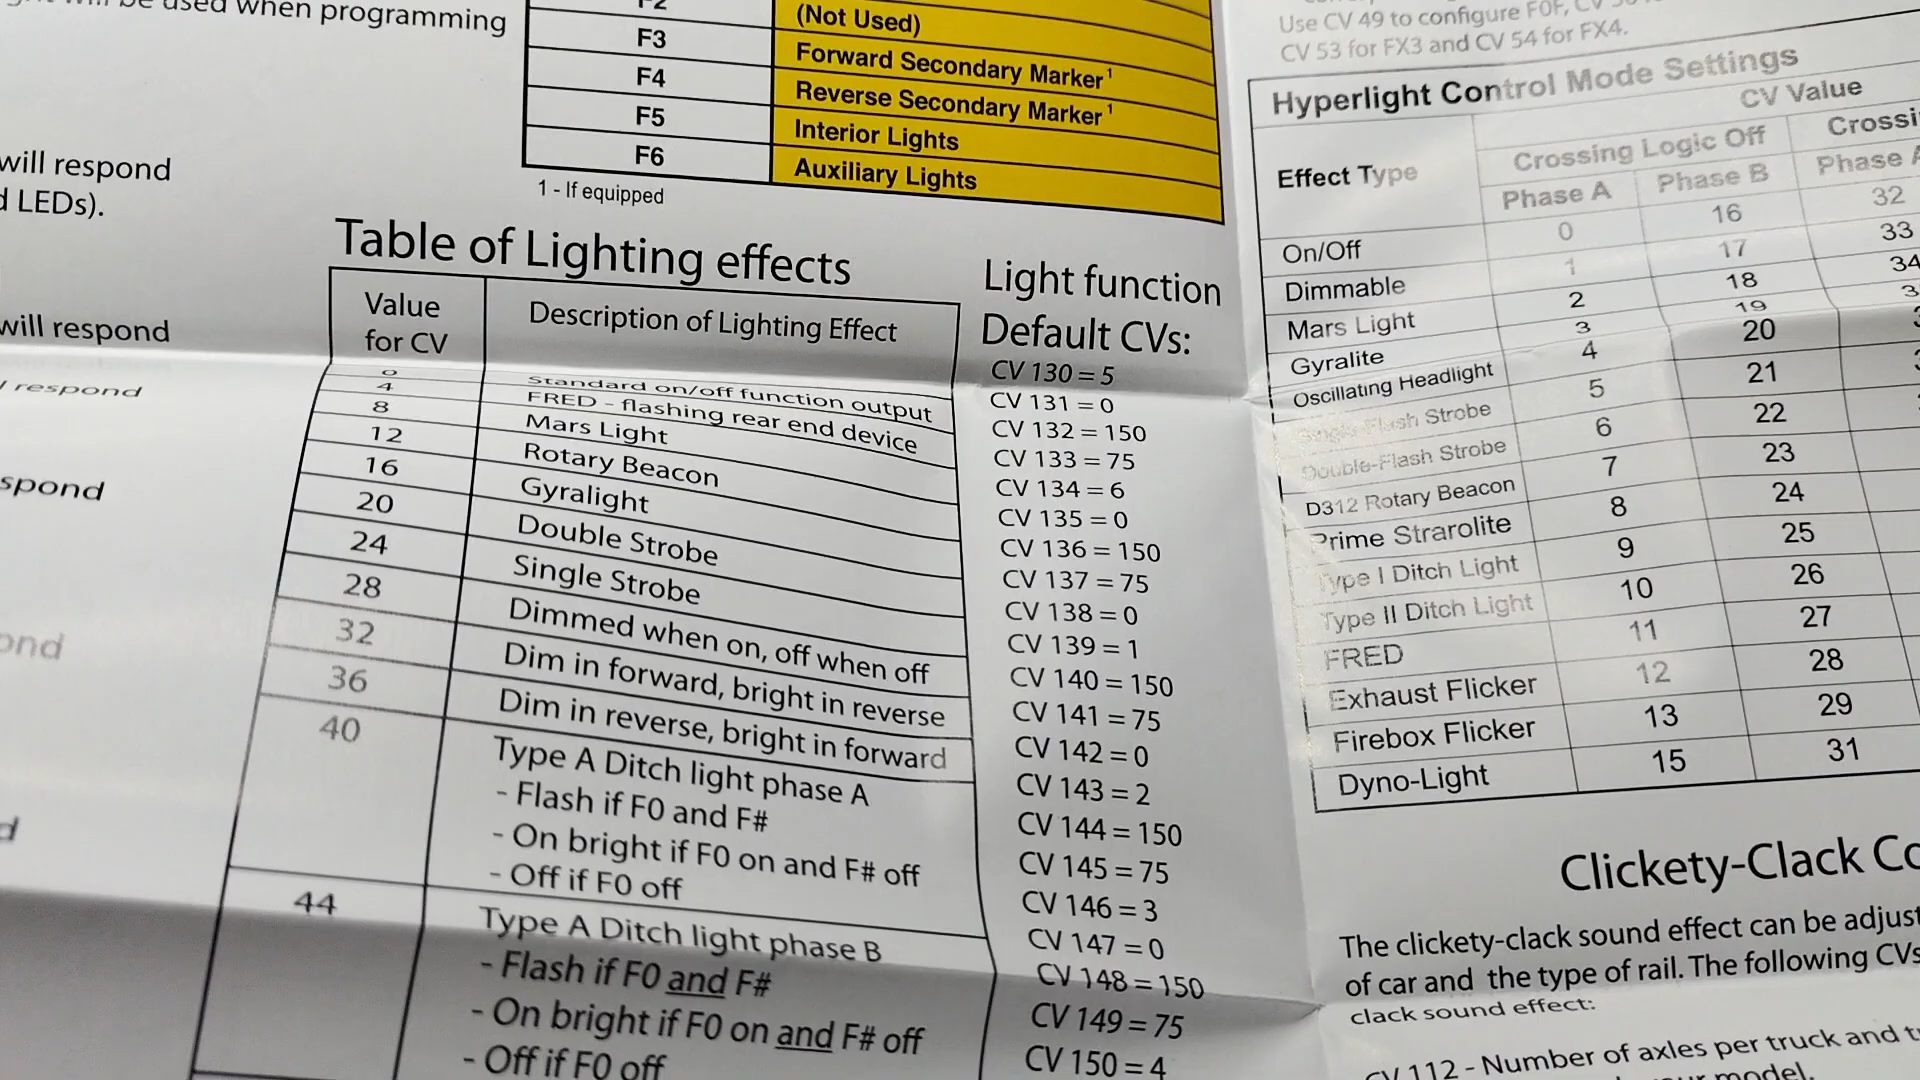 used when programming
will respond
LEDs).
will respond
respond
spond
ond
F2
(Not Used)
F3
Forward Secondary Marker1
F4
Reverse Secondary Marker1
F5
Interior Lights
F6
Auxiliary Lights
1 - If equipped
Table of Lighting effects
Value for CV
Description of Lighting Effect
0 Standard on/off function output
4 FRED - flashing rear end device
8 Mars Light
12 Rotary Beacon
16 Gyralight
20 Double Strobe
24 Single Strobe
28 Dimmed when on, off when off
32 Dim in forward, bright in reverse
36 Dim in reverse, bright in forward
40 Type A Ditch light phase A
- Flash if F0 and F#
- On bright if F0 on and F# off
- Off if F0 off
44 Type A Ditch light phase B
- Flash if F0 and F#
- On bright if F0 on and F# off
- Off if F0 off
Light function
Default CVs:
CV 130 = 5
CV 131 = 0
CV 132 = 150
CV 133 = 75
CV 134 = 6
CV 135 = 0
CV 136 = 150
CV 137 = 75
CV 138 = 0
CV 139 = 1
CV 140 = 150
CV 141 = 75
CV 142 = 0
CV 143 = 2
CV 144 = 150
CV 145 = 75
CV 146 = 3
CV 147 = 0
CV 148 = 150
CV 149 = 75
CV 150 = 4
Use CV 49 to configure F0F, CV
CV 53 for FX3 and CV 54 for FX4.
Hyperlight Control Mode Settings
CV Value
Effect Type
Crossing Logic Off
Crossi
Phase A Phase B Phase A
On/Off 0 16 32
Dimmable 1 17 33
Mars Light 2 18 34
Gyralite 3 19
Oscillating Headlight 4 20
Single-Flash Strobe 5 21
Double-Flash Strobe 6 22
D312 Rotary Beacon 7 23
Prime Strarolite 8 24
Type I Ditch Light 9 25
Type II Ditch Light 10 26
FRED 11 27
Exhaust Flicker 12 28
Firebox Flicker 13 29
Dyno-Light 15 31
Clickety-Clack Co
The clickety-clack sound effect can be adjust
of car and the type of rail. The following CVs
clack sound effect:
CV 112 - Number of axles per truck and
model.